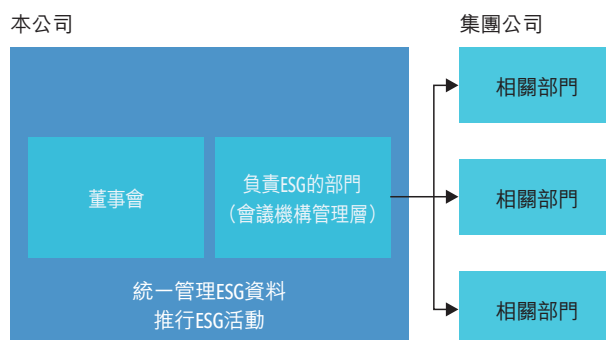 本公司
集團公司
董事會
負責ESG的部門
（會議機構管理層）
統一管理ESG資料
推行ESG活動
相關部門
相關部門
相關部門